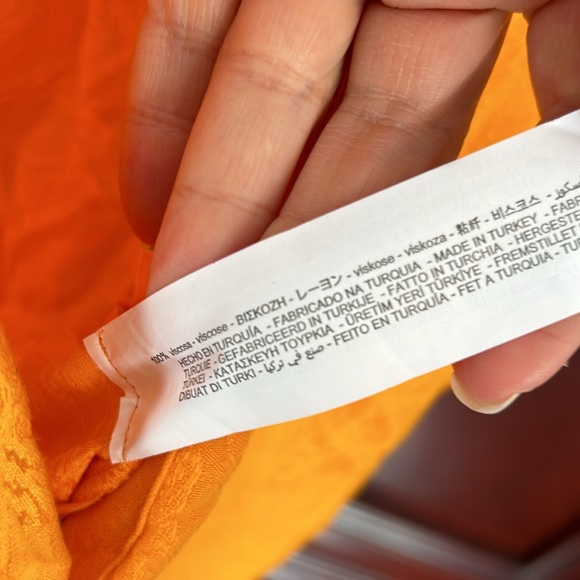 100% viscosa - viscose - ΒΙΣΚΟΖΗ - レーヨン - viskose - viskoza - 粘纤 - 비스코스 -
HECHO EN TURQUÍA - FABRICADO NA TURQUIA - MADE IN TURKEY - FABR
TURQUIE - GEFABRICEERD IN TURKIJE - FATTO IN TURCHIA - HERGESTE
TÜRKEI - ΚΑΤΑΣΚΕΥΗ ΤΟΥΡΚΙΑ - ÜRETİM YERİ TÜRKİYE - FREMSTILLET
DIBUAT DI TURKI - صنع في تركيا - FEITO EN TURQUÍA - FET A TURQUIA - TU